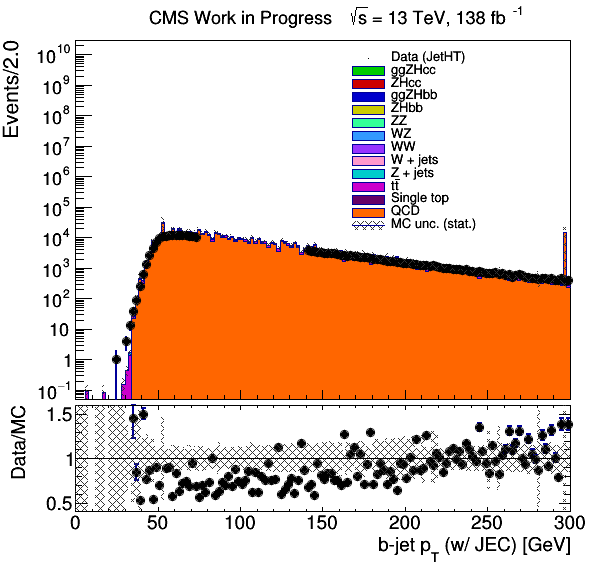 CMS Work in Progress √s = 13 TeV, 138 fb⁻¹
Events/2.0
10¹⁰
10⁹
10⁸
10⁷
10⁶
10⁵
10⁴
10³
10²
10
1
10⁻¹
Data (JetHT)
ggZHcc
ZHcc
ggZHbb
ZHbb
ZZ
WZ
WW
W + jets
Z + jets
tt̄
Single top
QCD
MC unc. (stat.)
Data/MC
1.5
1
0.5
0 50 100 150 200 250 300
b-jet p_T (w/ JEC) [GeV]